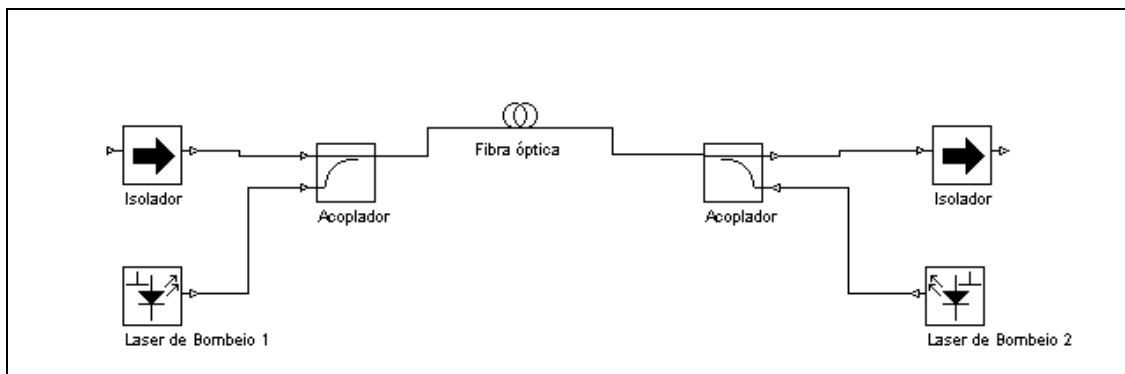 Fibra óptica
Isolador
Acoplador
Acoplador
Isolador
Laser de Bombeio 1
Laser de Bombeio 2